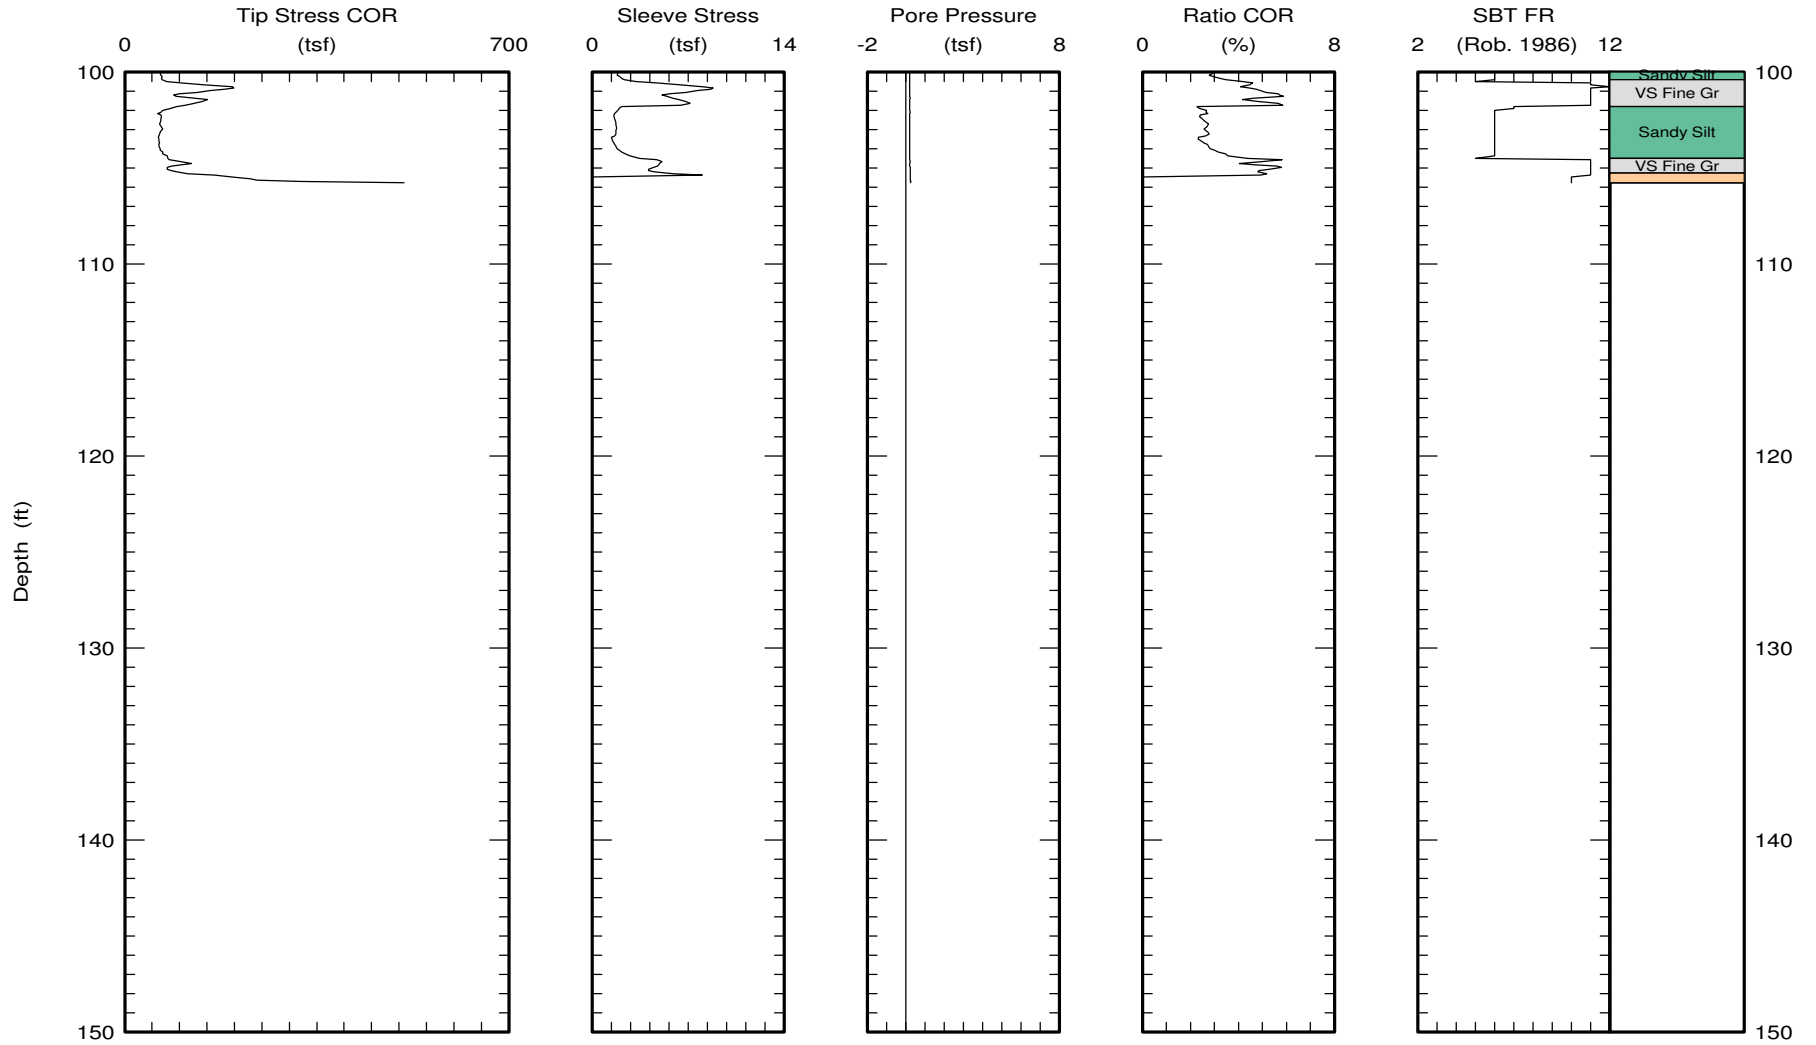 Tip Stress COR Sleeve Stress Pore Pressure Ratio COR SBT FR
0 (tsf) 700 0 (tsf) 14 -2 (tsf) 8 0 (%) 8 2 (Rob. 1986) 12
100 Sandy Silt 100
VS Fine Gr
Sandy Silt
VS Fine Gr
110 110
120 120
Depth (ft)
130 130
140 140
150 150